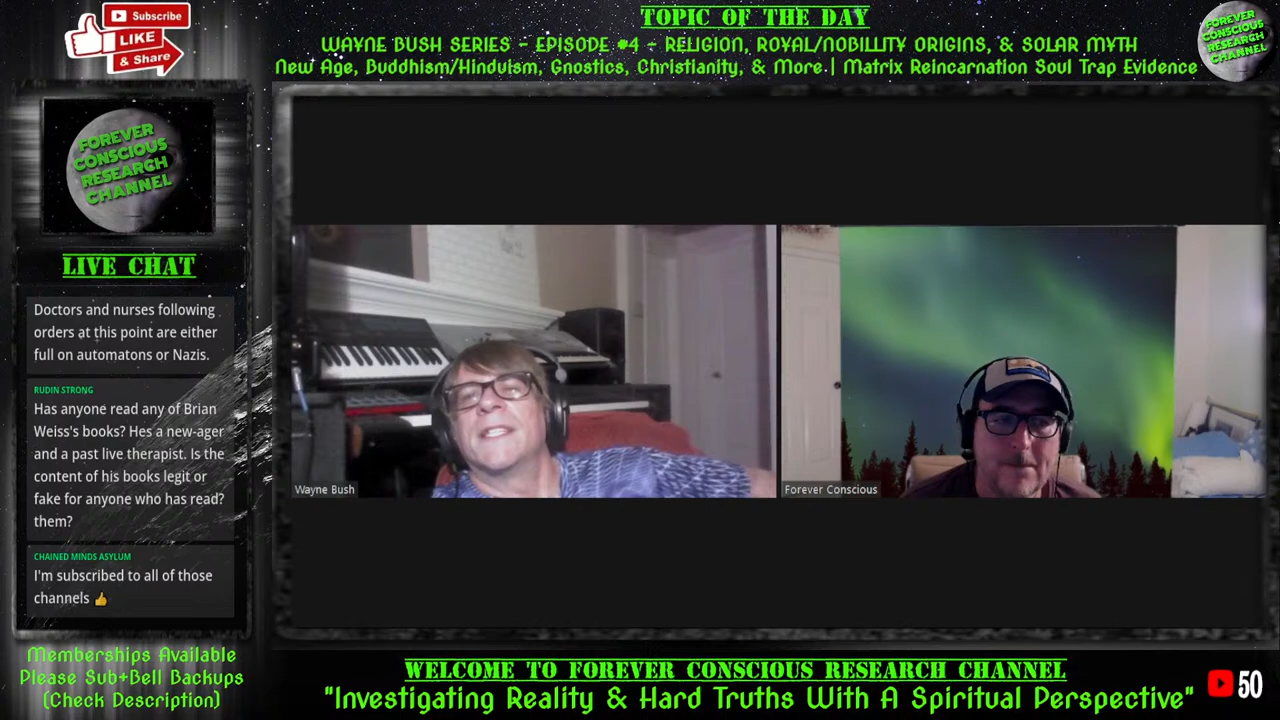 Subscribe
LIKE
& Share
TOPIC OF THE DAY
WAYNE BUSH SERIES - EPISODE #4 - RELIGION, ROYAL/NOBILLITY ORIGINS, & SOLAR MYTH
New Age, Buddhism/Hinduism, Gnostics, Christianity, & More | Matrix Reincarnation Soul Trap Evidence
FOREVER
CONSCIOUS
RESEARCH
CHANNEL
FOREVER
CONSCIOUS
RESEARCH
CHANNEL
LIVE CHAT
Doctors and nurses following
orders at this point are either
full on automatons or Nazis.
RUDIN STRONG
Has anyone read any of Brian
Weiss's books? Hes a new-ager
and a past live therapist. Is the
content of his books legit or
fake for anyone who has read?
them?
CHAINED MINDS ASYLUM
I'm subscribed to all of those
channels 👍
Wayne Bush
Forever Conscious
Memberships Available
Please Sub+Bell Backups
(Check Description)
WELCOME TO FOREVER CONSCIOUS RESEARCH CHANNEL
"Investigating Reality & Hard Truths With A Spiritual Perspective"
50